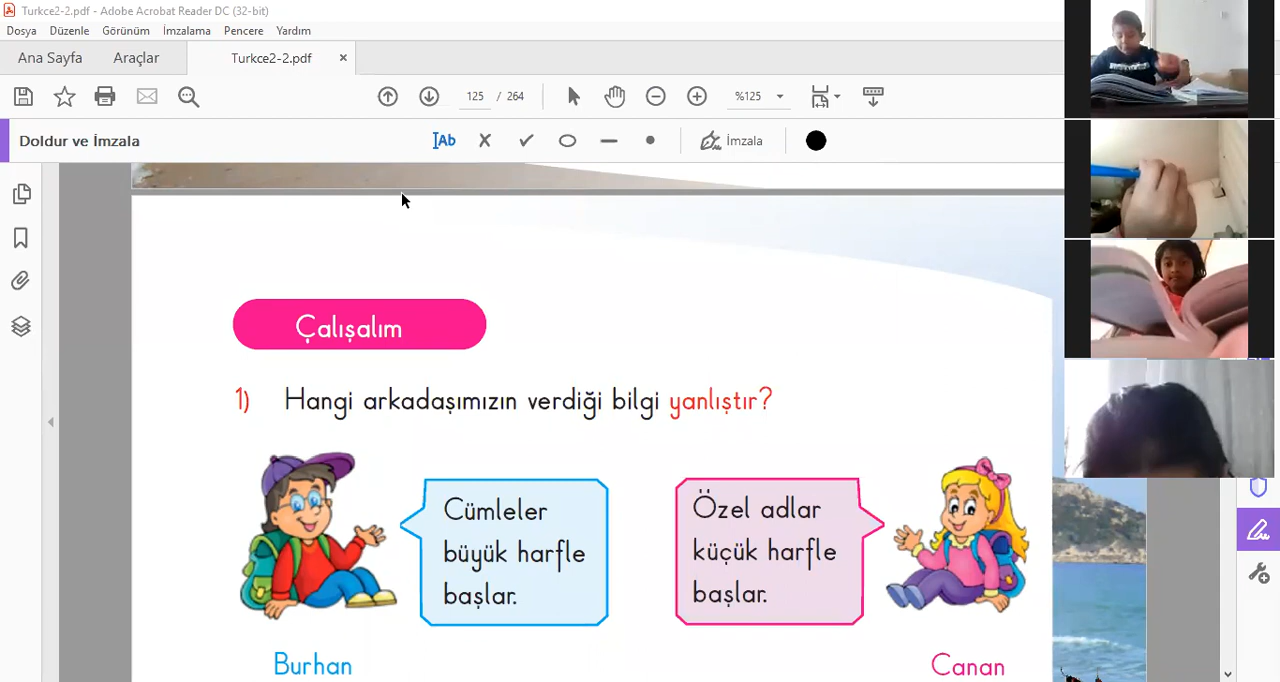 Turkce2-2.pdf - Adobe Acrobat Reader DC (32-bit)
Dosya Düzenle Görünüm İmzalama Pencere Yardım
Ana Sayfa Araçlar Turkce2-2.pdf ×
125 / 264 %125
Doldur ve İmzala IAb İmzala
Çalışalım
1) Hangi arkadaşımızın verdiği bilgi yanlıştır?
Cümleler
büyük harfle
başlar.
Özel adlar
küçük harfle
başlar.
Burhan
Canan